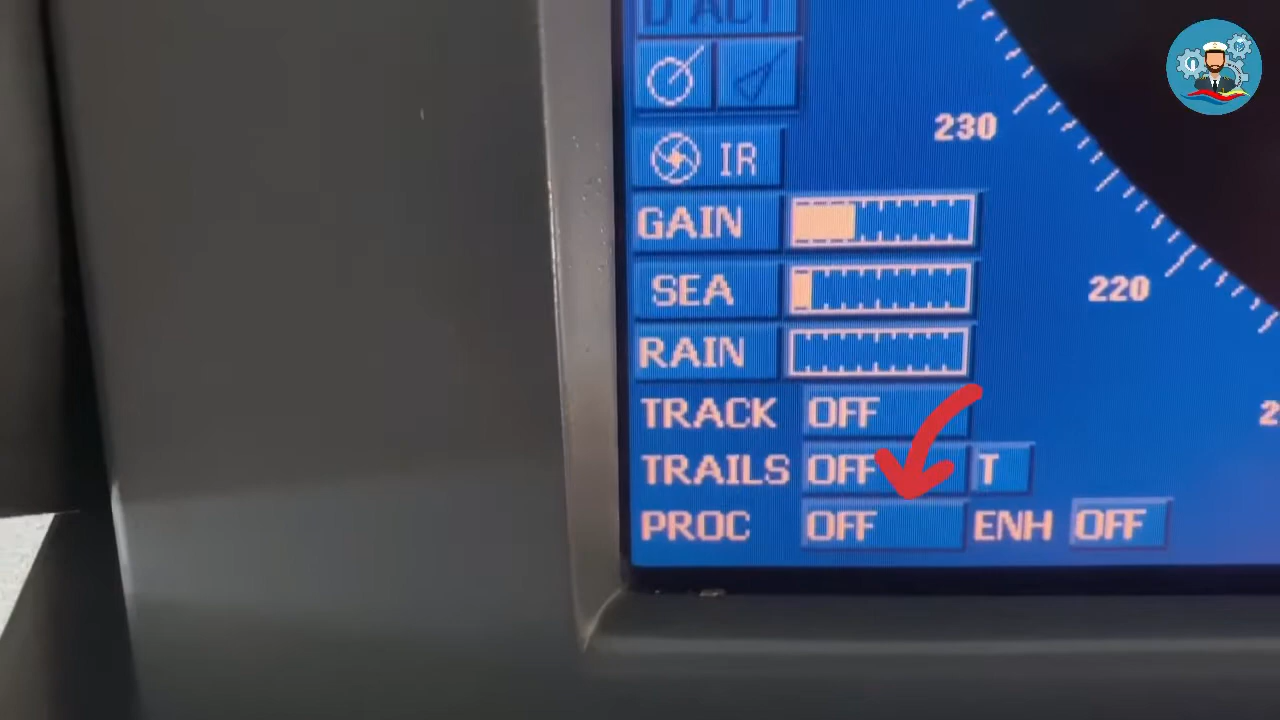 230
IR
GAIN
220
SEA
RAIN
TRACK OFF
TRAILS OFF T
PROC OFF ENH OFF